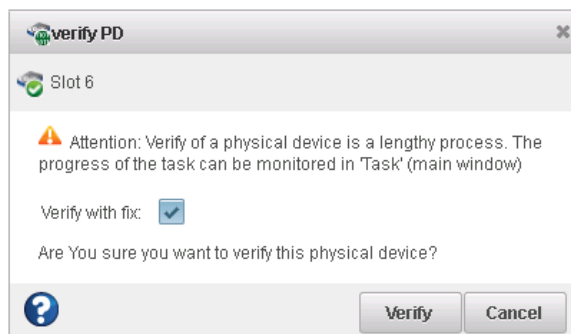 verify PD
Slot 6
Attention: Verify of a physical device is a lengthy process. The
progress of the task can be monitored in 'Task' (main window)
Verify with fix:
Are You sure you want to verify this physical device?
?
Verify Cancel